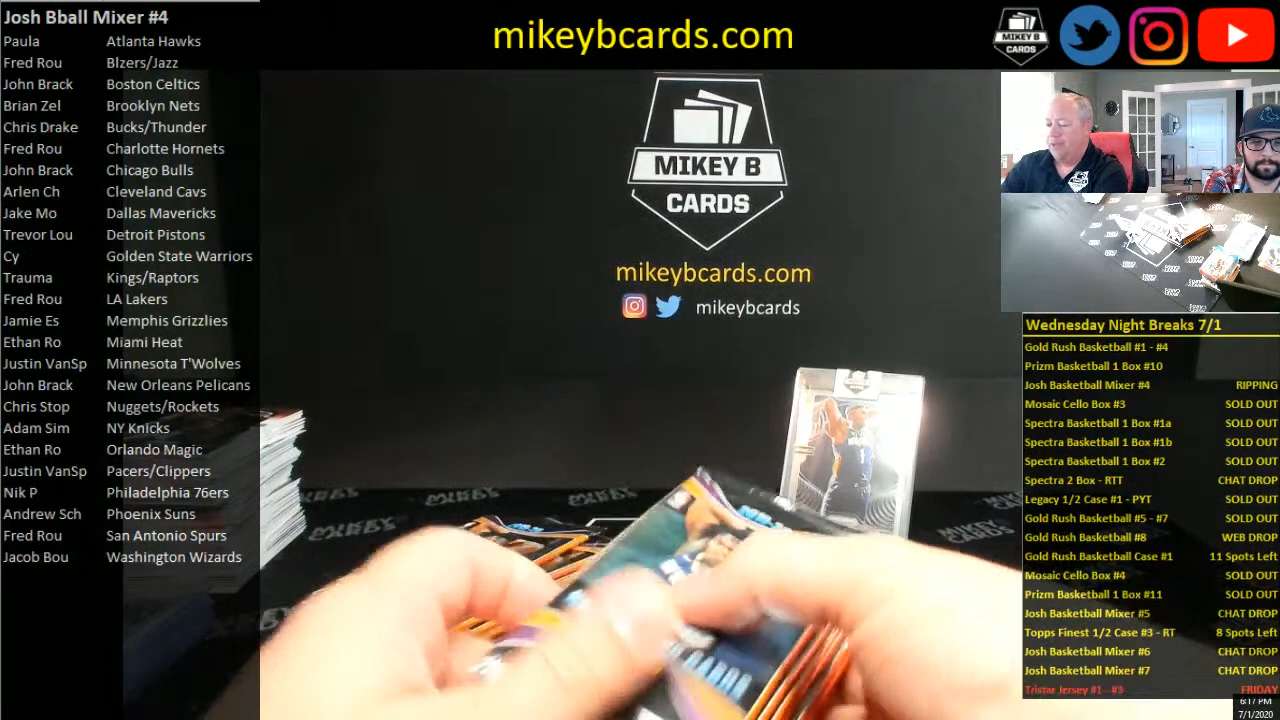 Josh Bball Mixer #4
Paula Atlanta Hawks
Fred Rou Blzers/Jazz
John Brack Boston Celtics
Brian Zel Brooklyn Nets
Chris Drake Bucks/Thunder
Fred Rou Charlotte Hornets
John Brack Chicago Bulls
Arlen Ch Cleveland Cavs
Jake Mo Dallas Mavericks
Trevor Lou Detroit Pistons
Cy Golden State Warriors
Trauma Kings/Raptors
Fred Rou LA Lakers
Jamie Es Memphis Grizzlies
Ethan Ro Miami Heat
Justin VanSp Minnesota T'Wolves
John Brack New Orleans Pelicans
Chris Stop Nuggets/Rockets
Adam Sim NY Knicks
Ethan Ro Orlando Magic
Justin VanSp Pacers/Clippers
Nik P Philadelphia 76ers
Andrew Sch Phoenix Suns
Fred Rou San Antonio Spurs
Jacob Bou Washington Wizards
mikeybcards.com
MIKEY B
CARDS
MIKEY B
CARDS
mikeybcards.com
mikeybcards
Wednesday Night Breaks 7/1
Gold Rush Basketball #1 - #4
Prizm Basketball 1 Box #10
Josh Basketball Mixer #4 RIPPING
Mosaic Cello Box #3 SOLD OUT
Spectra Basketball 1 Box #1a SOLD OUT
Spectra Basketball 1 Box #1b SOLD OUT
Spectra Basketball 1 Box #2 SOLD OUT
Spectra 2 Box - RTT CHAT DROP
Legacy 1/2 Case #1 - PYT SOLD OUT
Gold Rush Basketball #5 - #7 SOLD OUT
Gold Rush Basketball #8 WEB DROP
Gold Rush Basketball Case #1 11 Spots Left
Mosaic Cello Box #4 SOLD OUT
Prizm Basketball 1 Box #11 SOLD OUT
Josh Basketball Mixer #5 CHAT DROP
Topps Finest 1/2 Case #3 - RT 8 Spots Left
Josh Basketball Mixer #6 CHAT DROP
Josh Basketball Mixer #7 CHAT DROP
Tristar Jersey #1 - #3 FRIDAY
6:17 PM
7/1/2020